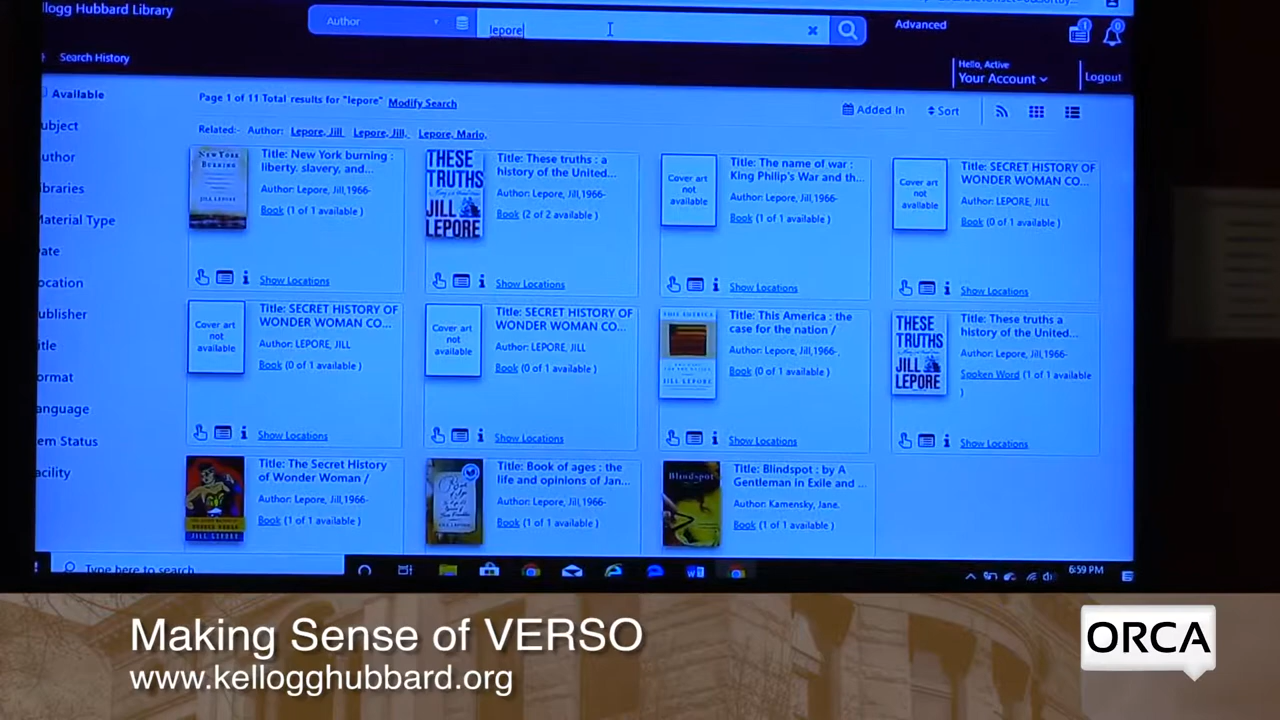 llogg Hubbard Library
Author
lepore
Advanced
1
0
Search History
Hello, Active
Your Account
Logout
Available
Page 1 of 11 Total results for "lepore" Modify Search
Added In
Sort
ubject
Related:- Author: Lepore, Jill Lepore, Jill, Lepore, Mario,
uthor
ibraries
Material Type
ate
ocation
ublisher
itle
ormat
anguage
em Status
acility
NEW YORK
BURNING
JILL LEPORE
Title: New York burning :
liberty, slavery, and...
Author: Lepore, Jill,1966-
Book (1 of 1 available )
Show Locations
THESE
TRUTHS
JILL
LEPORE
Title: These truths : a
history of the United...
Author: Lepore, Jill,1966-
Book (2 of 2 available )
Show Locations
Cover art
not
available
Title: The name of war :
King Philip's War and th...
Author: Lepore, Jill,1966-
Book (1 of 1 available )
Show Locations
Cover art
not
available
Title: SECRET HISTORY OF
WONDER WOMAN CO...
Author: LEPORE, JILL
Book (0 of 1 available )
Show Locations
Cover art
not
available
Title: SECRET HISTORY OF
WONDER WOMAN CO...
Author: LEPORE, JILL
Book (0 of 1 available )
Show Locations
Cover art
not
available
Title: SECRET HISTORY OF
WONDER WOMAN CO...
Author: LEPORE, JILL
Book (0 of 1 available )
Show Locations
THIS AMERICA
JILL LEPORE
Title: This America : the
case for the nation /
Author: Lepore, Jill,1966- ,
Book (0 of 1 available )
Show Locations
THESE
TRUTHS
JILL
LEPORE
Title: These truths a
history of the United...
Author: Lepore, Jill,1966-
Spoken Word (1 of 1 available
)
Show Locations
JILL LEPORE
Title: The Secret History
of Wonder Woman /
Author: Lepore, Jill,1966-
Book (1 of 1 available )
Title: Book of ages : the
life and opinions of Jan...
Author: Lepore, Jill,1966-
Book (1 of 1 available )
Blindspot
Title: Blindspot : by A
Gentleman in Exile and ...
Author: Kamensky, Jane.
Book (1 of 1 available )
Type here to search
6:59 PM
Making Sense of VERSO
www.kellogghubbard.org
ORCA